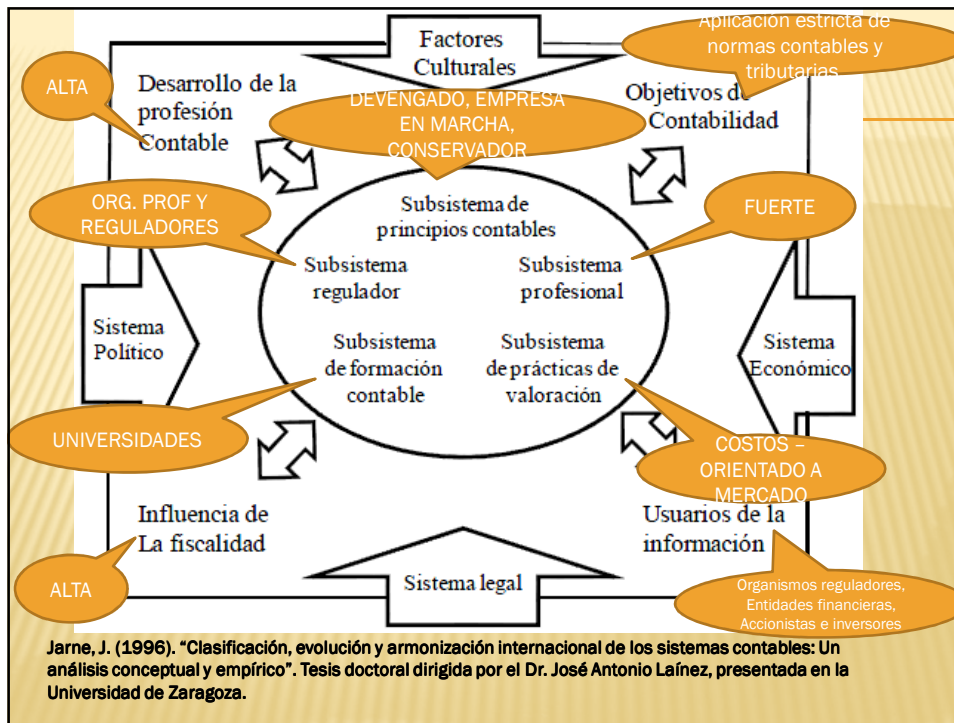 Factores
Culturales
Aplicación estricta de
normas contables y
tributarias
ALTA
Desarrollo de la
profesión
Contable
DEVENGADO, EMPRESA
EN MARCHA,
CONSERVADOR
Objetivos de
Contabilidad
ORG. PROF Y
REGULADORES
Subsistema de
principios contables
FUERTE
Subsistema
regulador
Subsistema
profesional
Sistema
Político
Subsistema
de formación
contable
Subsistema
de prácticas de
valoración
Sistema
Económico
UNIVERSIDADES
COSTOS –
ORIENTADO A
MERCADO
Influencia de
La fiscalidad
Usuarios de la
información
ALTA
Sistema legal
Organismos reguladores,
Entidades financieras,
Accionistas e inversores
Jarne, J. (1996). “Clasificación, evolución y armonización internacional de los sistemas contables: Un
análisis conceptual y empírico”. Tesis doctoral dirigida por el Dr. José Antonio Laínez, presentada en la
Universidad de Zaragoza.